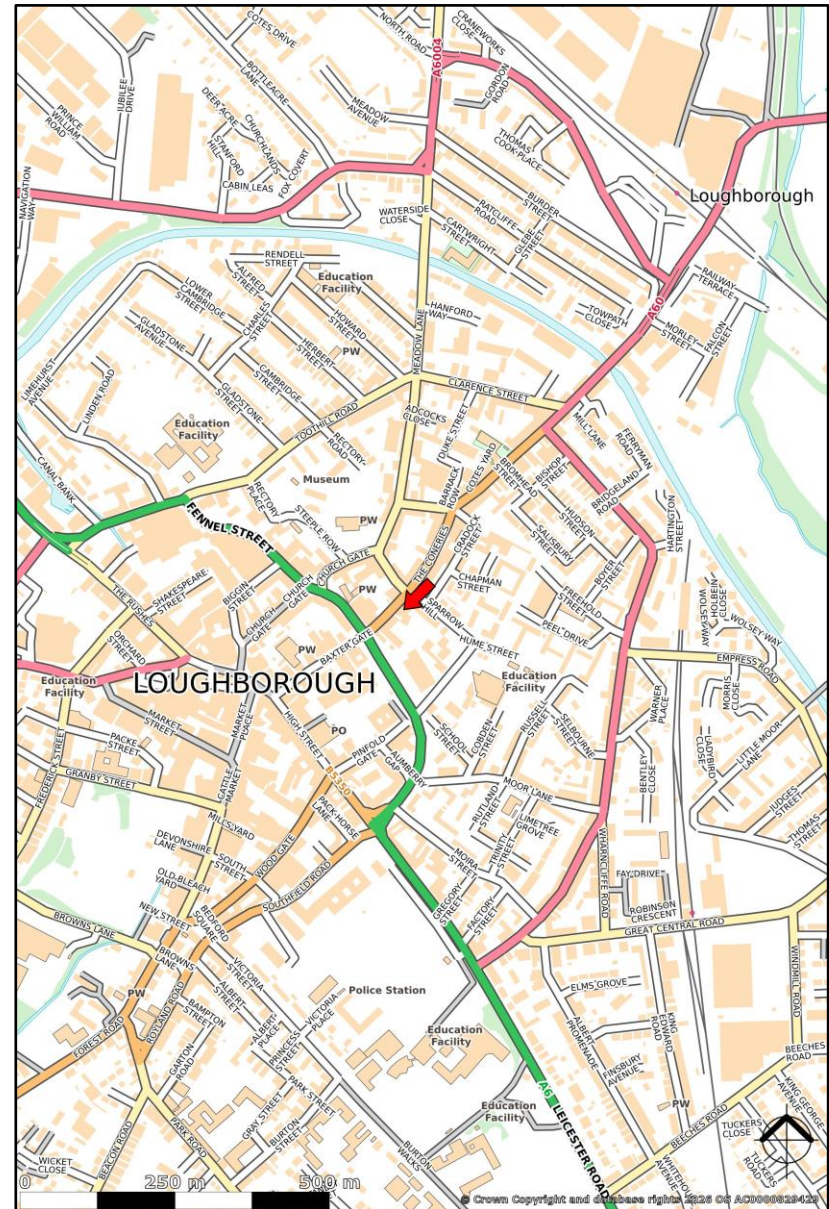 COTES DRIVE
BOTTLEACRE LANE
NORTH ROAD
A6004
CRANEWORKS CLOSE
GORDON ROAD
JUBILEE DRIVE
PRINCE WILLIAM ROAD
DEER ACRE
CHURCHLANDS
STANFORD HILL
FOX COVERT
CABIN LEAS
MEADOW AVENUE
THOMAS COOK PLACE
NAVIGATION WAY
WATERSIDE CLOSE
RATCLIFFE ROAD
BURDER STREET
CARTWRIGHT STREET
GLEBE STREET
Loughborough
RENDELL STREET
Education Facility
ALFRED STREET
LOWER CAMBRIDGE STREET
CHARLES STREET
GLADSTONE AVENUE
HOWARD STREET
HERBERT STREET
PW
HANFORD WAY
MEADOW LANE
TOWPATH CLOSE
A60
RAILWAY TERRACE
MORLEY STREET
FALCON STREET
LIMEHURST AVENUE
LINDEN ROAD
GLADSTONE STREET
CAMBRIDGE STREET
CLARENCE STREET
Education Facility
TOOTHILL ROAD
ADCOCKS CLOSE
DUKE STREET
RECTORY ROAD
COTES YARD
MILL LANE
FERRYMAN ROAD
CANAL BANK
Museum
RECTORY PLACE
BARRACK ROW
BROMHEAD STREET
BISHOP STREET
BRIDGELAND ROAD
HUDSON STREET
HARTINGTON STREET
FENNEL STREET
STEEPLE ROW
PW
THE CONERIES
CRADOCK STREET
SALISBURY STREET
CHURCH GATE
PW
CHAPMAN STREET
FREEHOLD STREET
BOYER STREET
THE RUSHES
SHAKESPEARE STREET
BIGGIN STREET
CHURCH GATE
CHURCH GATE
SPARROW HILL
HUME STREET
PEEL DRIVE
WOLSEY WAY
HOLBEIN CLOSE
WOLSEY WAY
ORCHARD STREET
BAXTER GATE
PW
EMPRESS ROAD
Education Facility
LOUGHBOROUGH
Education Facility
MORRIS CLOSE
WARNER PLACE
MARKET STREET
MARKET PLACE
HIGH STREET
PO
SCHOOL STREET
COBDEN STREET
RUSSELL STREET
SELBOURNE STREET
LADYBIRD CLOSE
LITTLE MOOR LANE
PACKE STREET
PINFOLD GATE
AUMBERRY GAP
BENTLEY CLOSE
FREDERICK STREET
GRANBY STREET
CATTLE MARKET
B5350
MOOR LANE
JUDGES STREET
MILLS YARD
PACK HORSE LANE
RUTLAND STREET
LIMETREE GROVE
THOMAS STREET
DEVONSHIRE LANE
SOUTH STREET
WOOD GATE
MOIRA STREET
TRINITY STREET
WHARNCLIFFE ROAD
OLD BLEACH YARD
SOUTHFIELD ROAD
FAY DRIVE
NEW STREET
BEDFORD SQUARE
GREGORY STREET
FACTORY STREET
ROBINSON CRESCENT
BROWNS LANE
GREAT CENTRAL ROAD
BROWNS LANE
VICTORIA STREET
WINDMILL ROAD
PW
ALBERT STREET
Police Station
ELMS GROVE
ROTLAND ROAD
BAMPTON STREET
ALBERT PLACE
VICTORIA PLACE
PRINCESS STREET
KING EDWARD ROAD
FOREST ROAD
Education Facility
ALBERT PROMENADE
GARTON ROAD
PARK STREET
FINSBURY AVENUE
BEECHES ROAD
GRAY STREET
Education Facility
A6 LEICESTER ROAD
PW
KING GEORGE AVENUE
PARK ROAD
BURTON STREET
BEECHES ROAD
TUCKERS CLOSE
BEACON ROAD
BURTON WALKS
WICKET CLOSE
WHITEHOUSE AVENUE
TUCKERS ROAD
0 250 m 500 m
© Crown Copyright and database rights 2026 OS AC0000829429